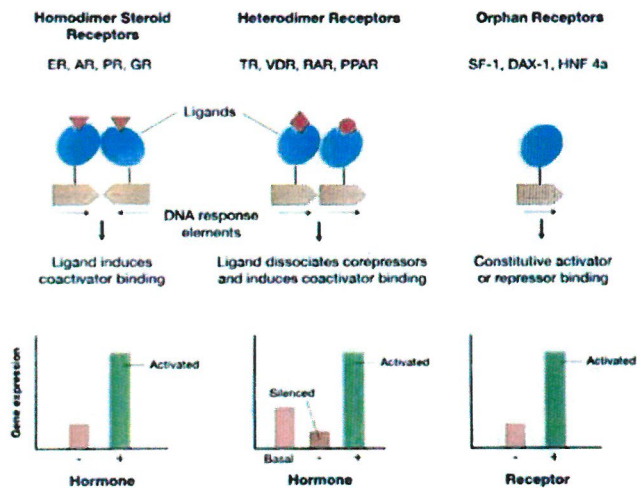 Homodimer Steroid
Receptors
ER, AR, PR, GR
Heterodimer Receptors
TR, VDR, RAR, PPAR
Orphan Receptors
SF-1, DAX-1, HNF 4a
Ligands
DNA response
elements
Ligand induces
coactivator binding
Ligand dissociates corepressors
and induces coactivator binding
Constitutive activator
or repressor binding
Gene expression
Activated
-
+
Hormone
Silenced
Activated
Basal
-
+
Hormone
Activated
-
+
Receptor